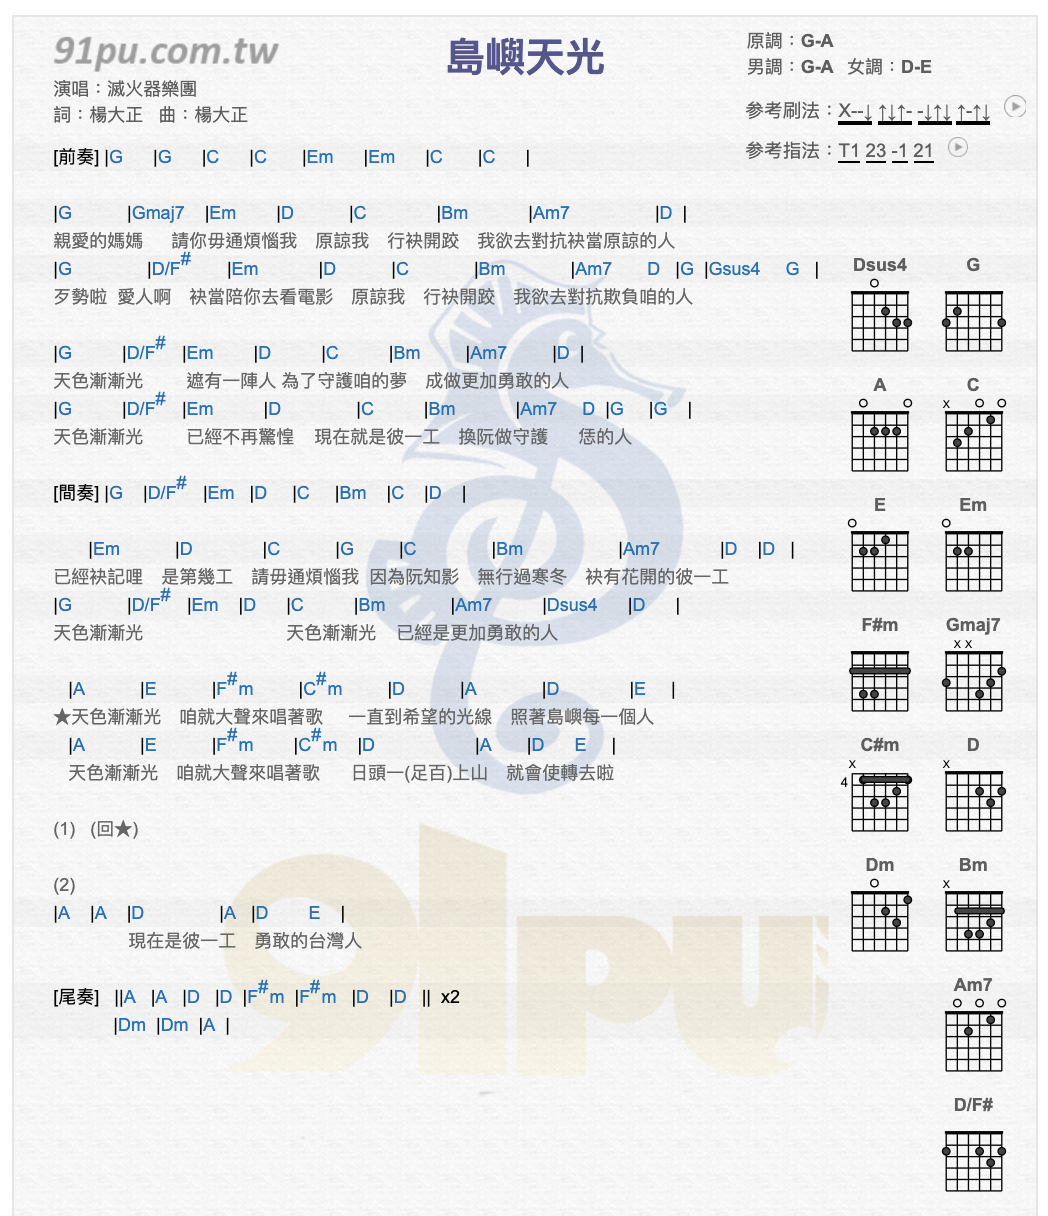 91pu.com.tw
島嶼天光
原調：G-A
男調：G-A 女調：D-E
演唱：滅火器樂團
詞：楊大正 曲：楊大正
參考刷法：X--↓ ↑↓↑- -↓↑↓ ↑-↑↓
參考指法：T1 23 -1 21
[前奏] |G |G |C |C |Em |Em |C |C |
|G |Gmaj7 |Em |D |C |Bm |Am7 |D |
親愛的媽媽 請你毋通煩惱我 原諒我 行袂開跤 我欲去對抗袂當原諒的人
|G |D/F# |Em |D |C |Bm |Am7 D |G |Gsus4 G |
歹勢啦 愛人啊 袂當陪你去看電影 原諒我 行袂開跤 我欲去對抗欺負咱的人
|G |D/F# |Em |D |C |Bm |Am7 |D |
天色漸漸光 遮有一陣人 為了守護咱的夢 成做更加勇敢的人
|G |D/F# |Em |D |C |Bm |Am7 D |G |G |
天色漸漸光 已經不再驚惶 現在就是彼一工 換阮做守護 恁的人
[間奏] |G |D/F# |Em |D |C |Bm |C |D |
|Em |D |C |G |C |Bm |Am7 |D |D |
已經袂記哩 是第幾工 請毋通煩惱我 因為阮知影 無行過寒冬 袂有花開的彼一工
|G |D/F# |Em |D |C |Bm |Am7 |Dsus4 |D |
天色漸漸光 天色漸漸光 已經是更加勇敢的人
|A |E |F#m |C#m |D |A |D |E |
★天色漸漸光 咱就大聲來唱著歌 一直到希望的光線 照著島嶼每一個人
|A |E |F#m |C#m |D |A |D E |
天色漸漸光 咱就大聲來唱著歌 日頭一(足百)上山 就會使轉去啦
(1) (回★)
(2)
|A |A |D |A |D E |
現在是彼一工 勇敢的台灣人
[尾奏] ||A |A |D |D |F#m |F#m |D |D || x2
|Dm |Dm |A |
Dsus4 G
A C
x
E Em
F#m Gmaj7
x x
C#m D
x x
4
Dm Bm
x
Am7
D/F#
91pu